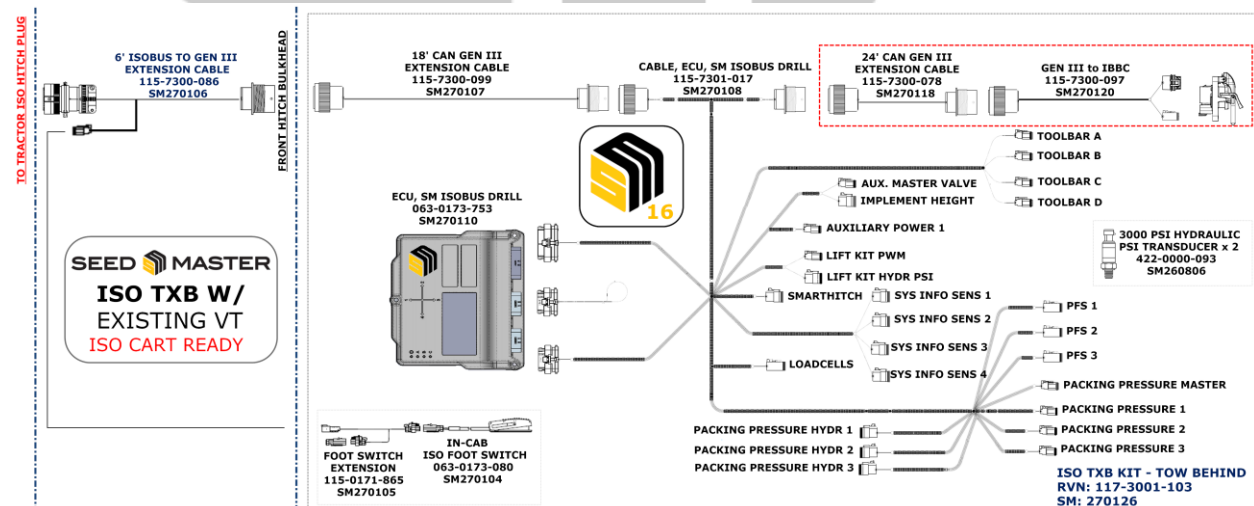 TO TRACTOR ISO HITCH PLUG
6' ISOBUS TO GEN III
EXTENSION CABLE
115-7300-086
SM270106
FRONT HITCH BULKHEAD
SEED MASTER
ISO TXB W/
EXISTING VT
ISO CART READY
18' CAN GEN III
EXTENSION CABLE
115-7300-099
SM270107
CABLE, ECU, SM ISOBUS DRILL
115-7301-017
SM270108
24' CAN GEN III
EXTENSION CABLE
115-7300-078
SM270118
GEN III to IBBC
115-7300-097
SM270120
16
ECU, SM ISOBUS DRILL
063-0173-753
SM270110
TOOLBAR A
TOOLBAR B
TOOLBAR C
TOOLBAR D
AUX. MASTER VALVE
IMPLEMENT HEIGHT
AUXILIARY POWER 1
LIFT KIT PWM
LIFT KIT HYDR PSI
SMARTHITCH
SYS INFO SENS 1
SYS INFO SENS 2
SYS INFO SENS 3
SYS INFO SENS 4
LOADCELLS
3000 PSI HYDRAULIC
PSI TRANSDUCER x 2
422-0000-093
SM260806
PFS 1
PFS 2
PFS 3
PACKING PRESSURE MASTER
PACKING PRESSURE 1
PACKING PRESSURE 2
PACKING PRESSURE 3
PACKING PRESSURE HYDR 1
PACKING PRESSURE HYDR 2
PACKING PRESSURE HYDR 3
FOOT SWITCH
EXTENSION
115-0171-865
SM270105
IN-CAB
ISO FOOT SWITCH
063-0173-080
SM270104
ISO TXB KIT - TOW BEHIND
RVN: 117-3001-103
SM: 270126